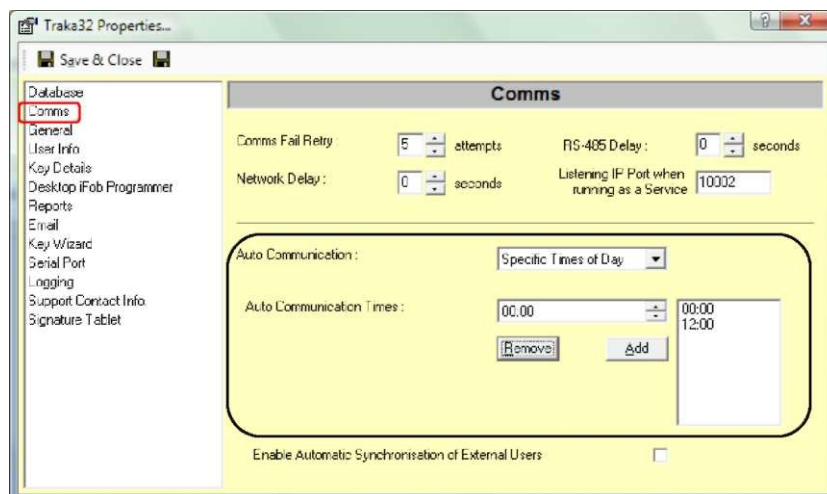 Traka32 Properties...
Save & Close
Database
Comms
General
User Info
Key Details
Desktop iFob Programmer
Reports
Email
Key Wizard
Serial Port
Logging
Support Contact Info.
Signature Tablet
Comms
Comms Fail Retry : 5 attempts RS-485 Delay : 0 seconds
Network Delay : 0 seconds Listening IP Port when
running as a Service 10002
Auto Communication : Specific Times of Day
Auto Communication Times : 00:00 00:00
12:00
Remove Add
Enable Automatic Synchronisation of External Users